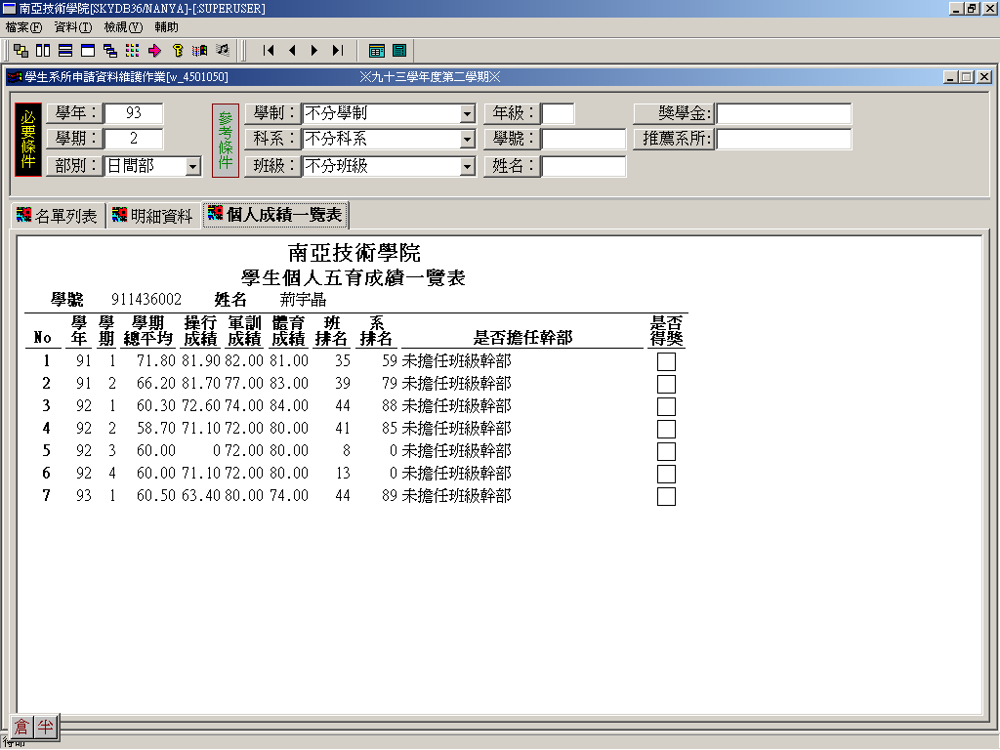 南亞技術學院[SKYDB36/NANYA]-[:SUPERUSER]
檔案(F) 資料(I) 檢視(V) 輔助
學生系所申請資料維護作業[w_4501050] ※九十三學年度第二學期※
必要條件
學年： 93
學期： 2
部別： 日間部
參考條件
學制： 不分學制
科系： 不分科系
班級： 不分班級
年級：
學號：
姓名：
獎學金:
推薦系所:
名單列表 明細資料 個人成績一覽表
南亞技術學院
學生個人五育成績一覽表
學號 911436002 姓名 荊宇晶
No 學年 學期 學期總平均 操行成績 軍訓成績 體育成績 班排名 系排名 是否擔任幹部 是否得獎
1 91 1 71.80 81.90 82.00 81.00 35 59 未擔任班級幹部
2 91 2 66.20 81.70 77.00 83.00 39 79 未擔任班級幹部
3 92 1 60.30 72.60 74.00 84.00 44 88 未擔任班級幹部
4 92 2 58.70 71.10 72.00 80.00 41 85 未擔任班級幹部
5 92 3 60.00 0 72.00 80.00 8 0 未擔任班級幹部
6 92 4 60.00 71.10 72.00 80.00 13 0 未擔任班級幹部
7 93 1 60.50 63.40 80.00 74.00 44 89 未擔任班級幹部
倉 半